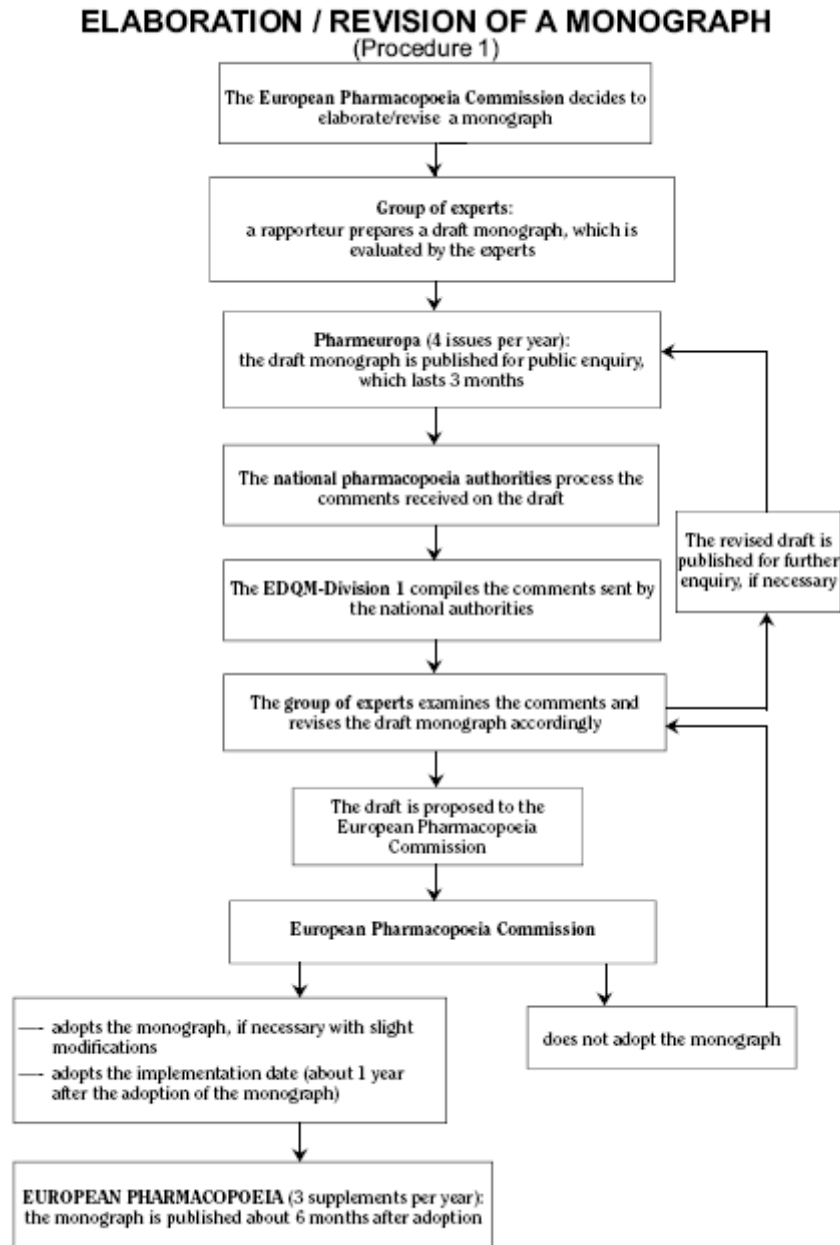 ELABORATION / REVISION OF A MONOGRAPH
(Procedure 1)
The European Pharmacopoeia Commission decides to
elaborate/revise a monograph
Group of experts:
a rapporteur prepares a draft monograph, which is
evaluated by the experts
Pharmeuropa (4 issues per year):
the draft monograph is published for public enquiry,
which lasts 3 months
The national pharmacopoeia authorities process the
comments received on the draft
The revised draft is
published for further
enquiry, if necessary
The EDQM-Division 1 compiles the comments sent by
the national authorities
The group of experts examines the comments and
revises the draft monograph accordingly
The draft is proposed to the
European Pharmacopoeia
Commission
European Pharmacopoeia Commission
— adopts the monograph, if necessary with slight
modifications
— adopts the implementation date (about 1 year
after the adoption of the monograph)
does not adopt the monograph
EUROPEAN PHARMACOPOEIA (3 supplements per year):
the monograph is published about 6 months after adoption